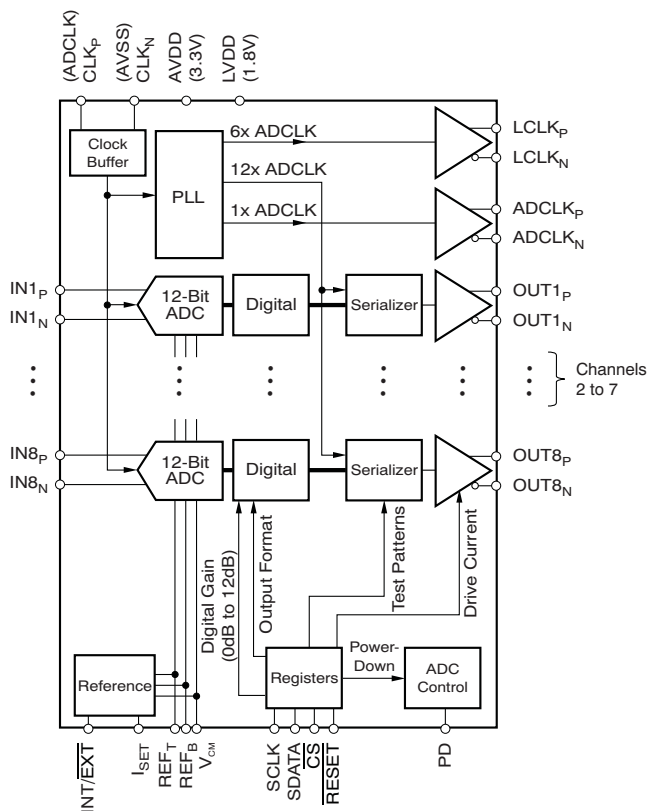 (ADCLK)
CLKP
(AVSS)
CLKN
AVDD
(3.3V)
LVDD
(1.8V)
Clock
Buffer
PLL
6x ADCLK
12x ADCLK
1x ADCLK
LCLKP
LCLKN
ADCLKP
ADCLKN
IN1P
IN1N
12-Bit
ADC
Digital
Serializer
OUT1P
OUT1N
Channels
2 to 7
IN8P
IN8N
12-Bit
ADC
Digital
Serializer
OUT8P
OUT8N
Digital Gain
(0dB to 12dB)
Output Format
Test Patterns
Drive Current
Reference
Registers
Power-
Down
ADC
Control
INT/EXT
ISET
REFT
REFB
VCM
SCLK
SDATA
CS
RESET
PD